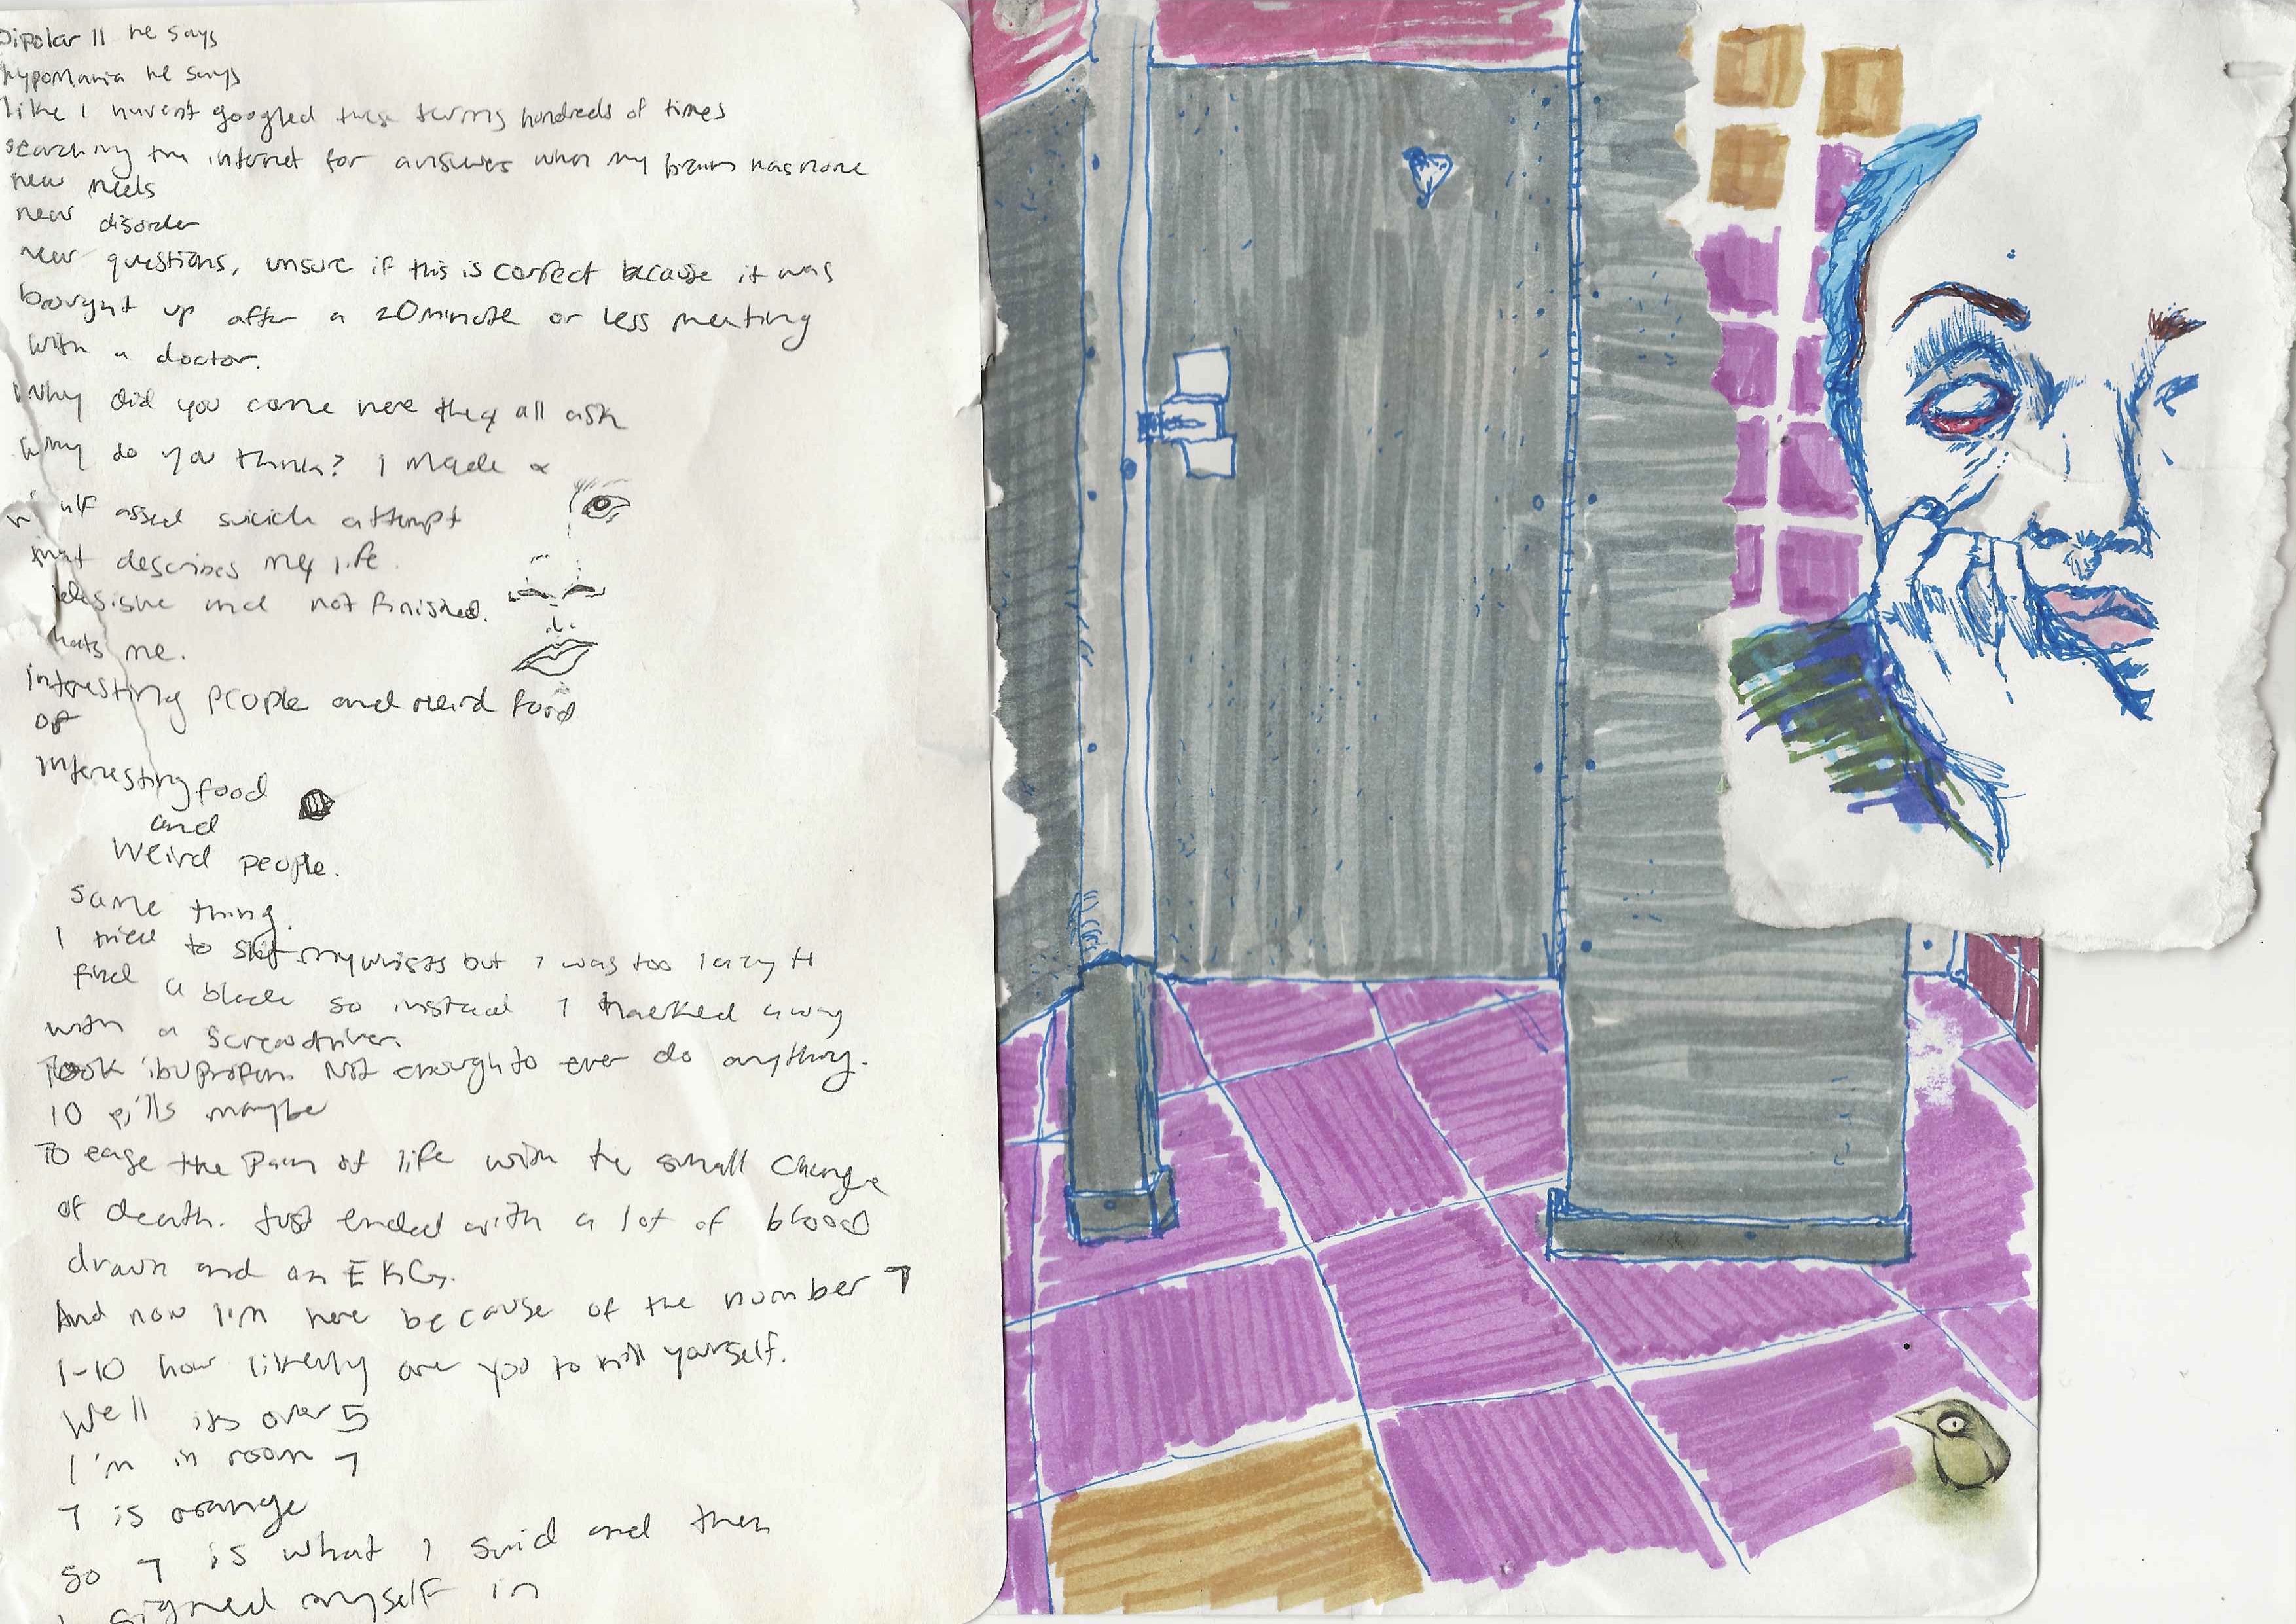 bipolar II he says
hypomania he says
like I havent googled these terms hundreds of times
searching the internet for answers when my brain has none
new meds
new disorder
new questions, unsure if this is correct because it was
bought up after a 20 minute or less meeting
with a doctor.
Why did you come here they all ask
why do you think? I made a
half assed suicide attempt
that describes my life.
and not finished.
thats me.
intresting people and weird food
or
interesting food
and
weird people.
same thing.
I tried to slit my wrists but I was too lazy to
find a blade so instead I hacked away
with a screwdriver.
Took ibuprofen. Not enough to ever do anything.
10 pills maybe
To ease the pain of life with the small change
of death. Just ended with a lot of blood
drawn and an EKG.
And now I'm here because of the number 7
1-10 how likely are you to kill yourself.
Well its over 5
I'm in room 7
7 is orange
so 7 is what I said and then
I signed myself in